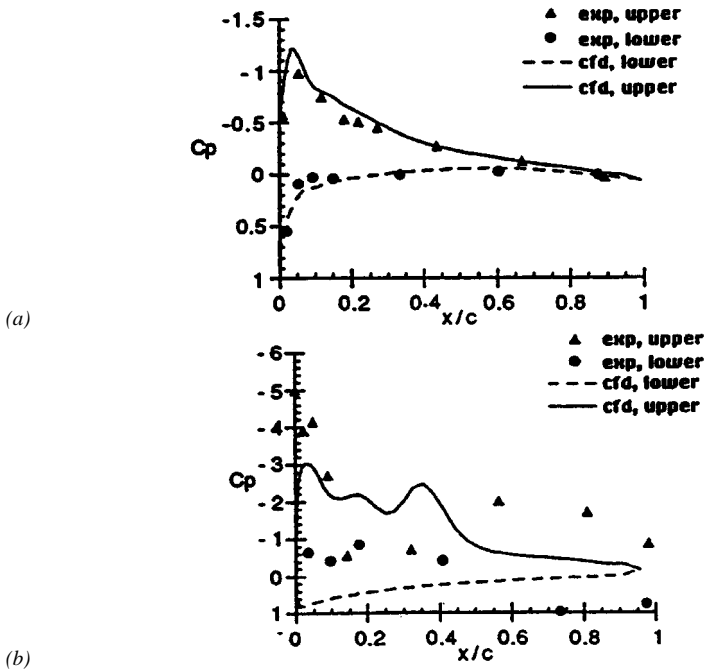 exp, upper
exp, lower
cfd, lower
cfd, upper
-1.5
-1
-0.5
0
0.5
1
Cp
0 0.2 0.4 0.6 0.8 1
x/c
(a)
exp, upper
exp, lower
cfd, lower
cfd, upper
- 6
- 5
- 4
- 3
- 2
- 1
0
1
Cp
0 0.2 0.4 0.6 0.8 1
x/c
(b)